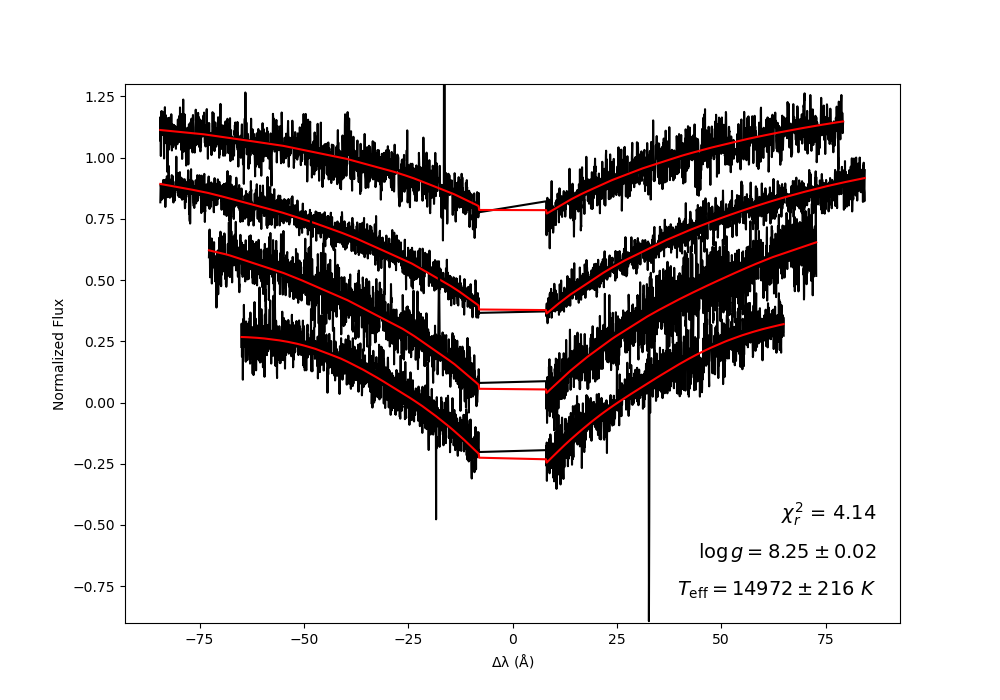 1.25
1.00
0.75
0.50
0.25
0.00
−0.25
−0.50
−0.75
Normalized Flux
χ²ᵣ = 4.14
log g = 8.25 ± 0.02
T_eff = 14972 ± 216 K
−75 −50 −25 0 25 50 75
Δλ (Å)